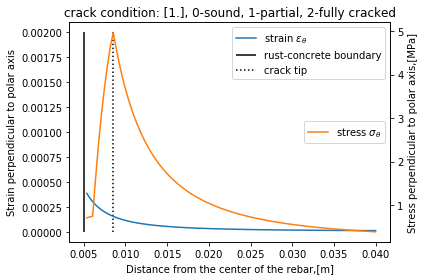 crack condition: [1.], 0-sound, 1-partial, 2-fully cracked
strain εθ
rust-concrete boundary
crack tip
stress σθ
Strain perpendicular to polar axis
0.00200
0.00175
0.00150
0.00125
0.00100
0.00075
0.00050
0.00025
0.00000
5
4
3
2
1
Stress perpendicular to polar axis,[MPa]
0.005 0.010 0.015 0.020 0.025 0.030 0.035 0.040
Distance from the center of the rebar,[m]